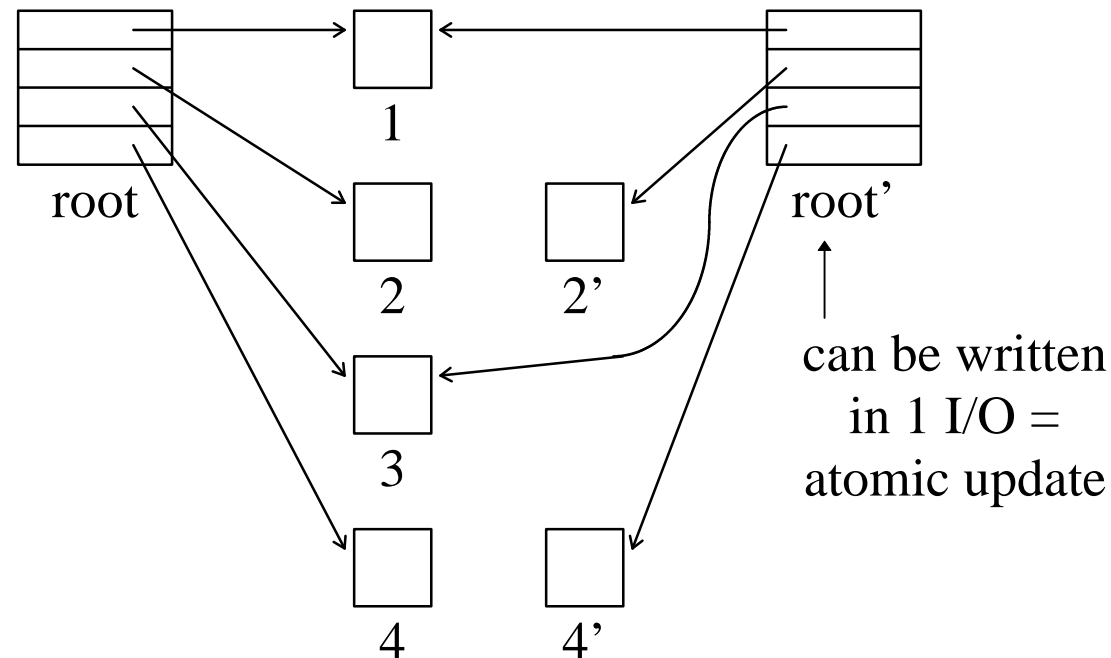 1
root
root’
2
2’
can be written
in 1 I/O =
atomic update
3
4
4’